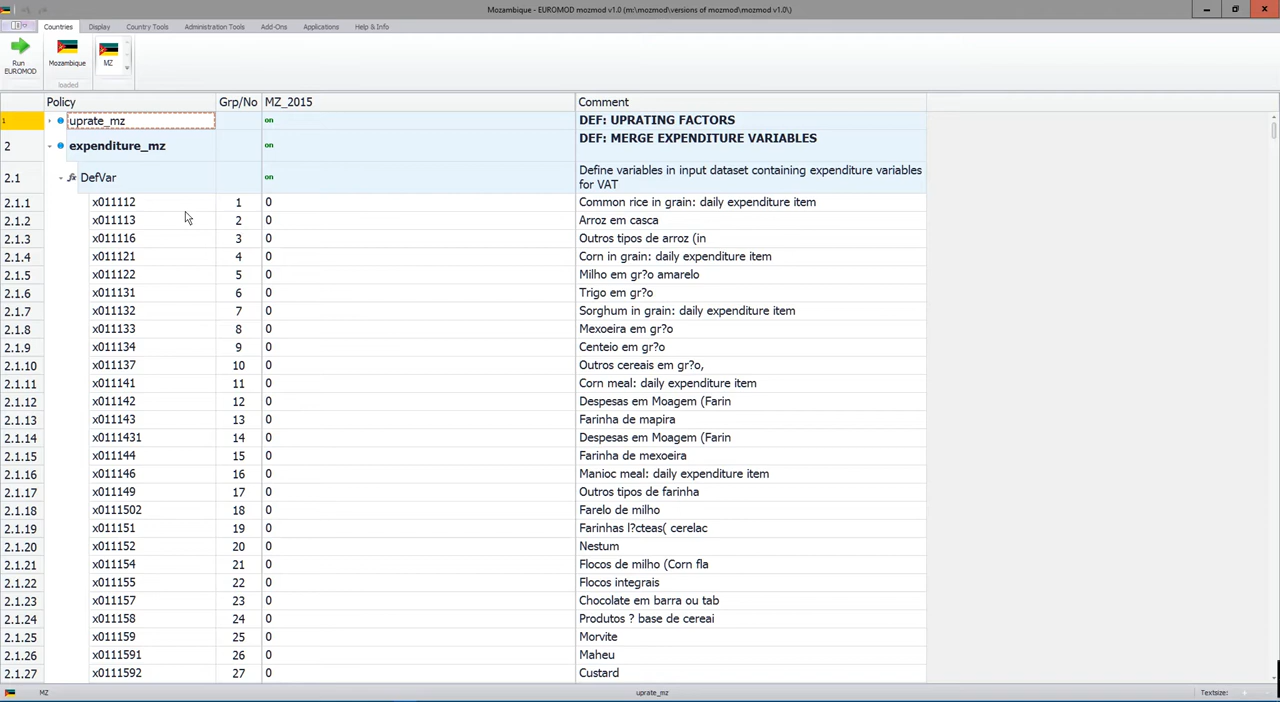 Mozambique - EUROMOD mozmod v1.0 (m:\mozmod\versions of mozmod\mozmod v1.0\)
Countries Display Country Tools Administration Tools Add-Ons Applications Help & Info
Run EUROMOD
Mozambique
MZ
loaded
Policy Grp/No MZ_2015 Comment
1 uprate_mz on DEF: UPRATING FACTORS
2 expenditure_mz on DEF: MERGE EXPENDITURE VARIABLES
2.1 fx DefVar on Define variables in input dataset containing expenditure variables
for VAT
2.1.1 x011112 1 0 Common rice in grain: daily expenditure item
2.1.2 x011113 2 0 Arroz em casca
2.1.3 x011116 3 0 Outros tipos de arroz (in
2.1.4 x011121 4 0 Corn in grain: daily expenditure item
2.1.5 x011122 5 0 Milho em gr?o amarelo
2.1.6 x011131 6 0 Trigo em gr?o
2.1.7 x011132 7 0 Sorghum in grain: daily expenditure item
2.1.8 x011133 8 0 Mexoeira em gr?o
2.1.9 x011134 9 0 Centeio em gr?o
2.1.10 x011137 10 0 Outros cereais em gr?o,
2.1.11 x011141 11 0 Corn meal: daily expenditure item
2.1.12 x011142 12 0 Despesas em Moagem (Farin
2.1.13 x011143 13 0 Farinha de mapira
2.1.14 x0111431 14 0 Despesas em Moagem (Farin
2.1.15 x011144 15 0 Farinha de mexoeira
2.1.16 x011146 16 0 Manioc meal: daily expenditure item
2.1.17 x011149 17 0 Outros tipos de farinha
2.1.18 x0111502 18 0 Farelo de milho
2.1.19 x011151 19 0 Farinhas l?cteas( cerelac
2.1.20 x011152 20 0 Nestum
2.1.21 x011154 21 0 Flocos de milho (Corn fla
2.1.22 x011155 22 0 Flocos integrais
2.1.23 x011157 23 0 Chocolate em barra ou tab
2.1.24 x011158 24 0 Produtos ? base de cereai
2.1.25 x011159 25 0 Morvite
2.1.26 x0111591 26 0 Maheu
2.1.27 x0111592 27 0 Custard
MZ uprate_mz Textsize: + -